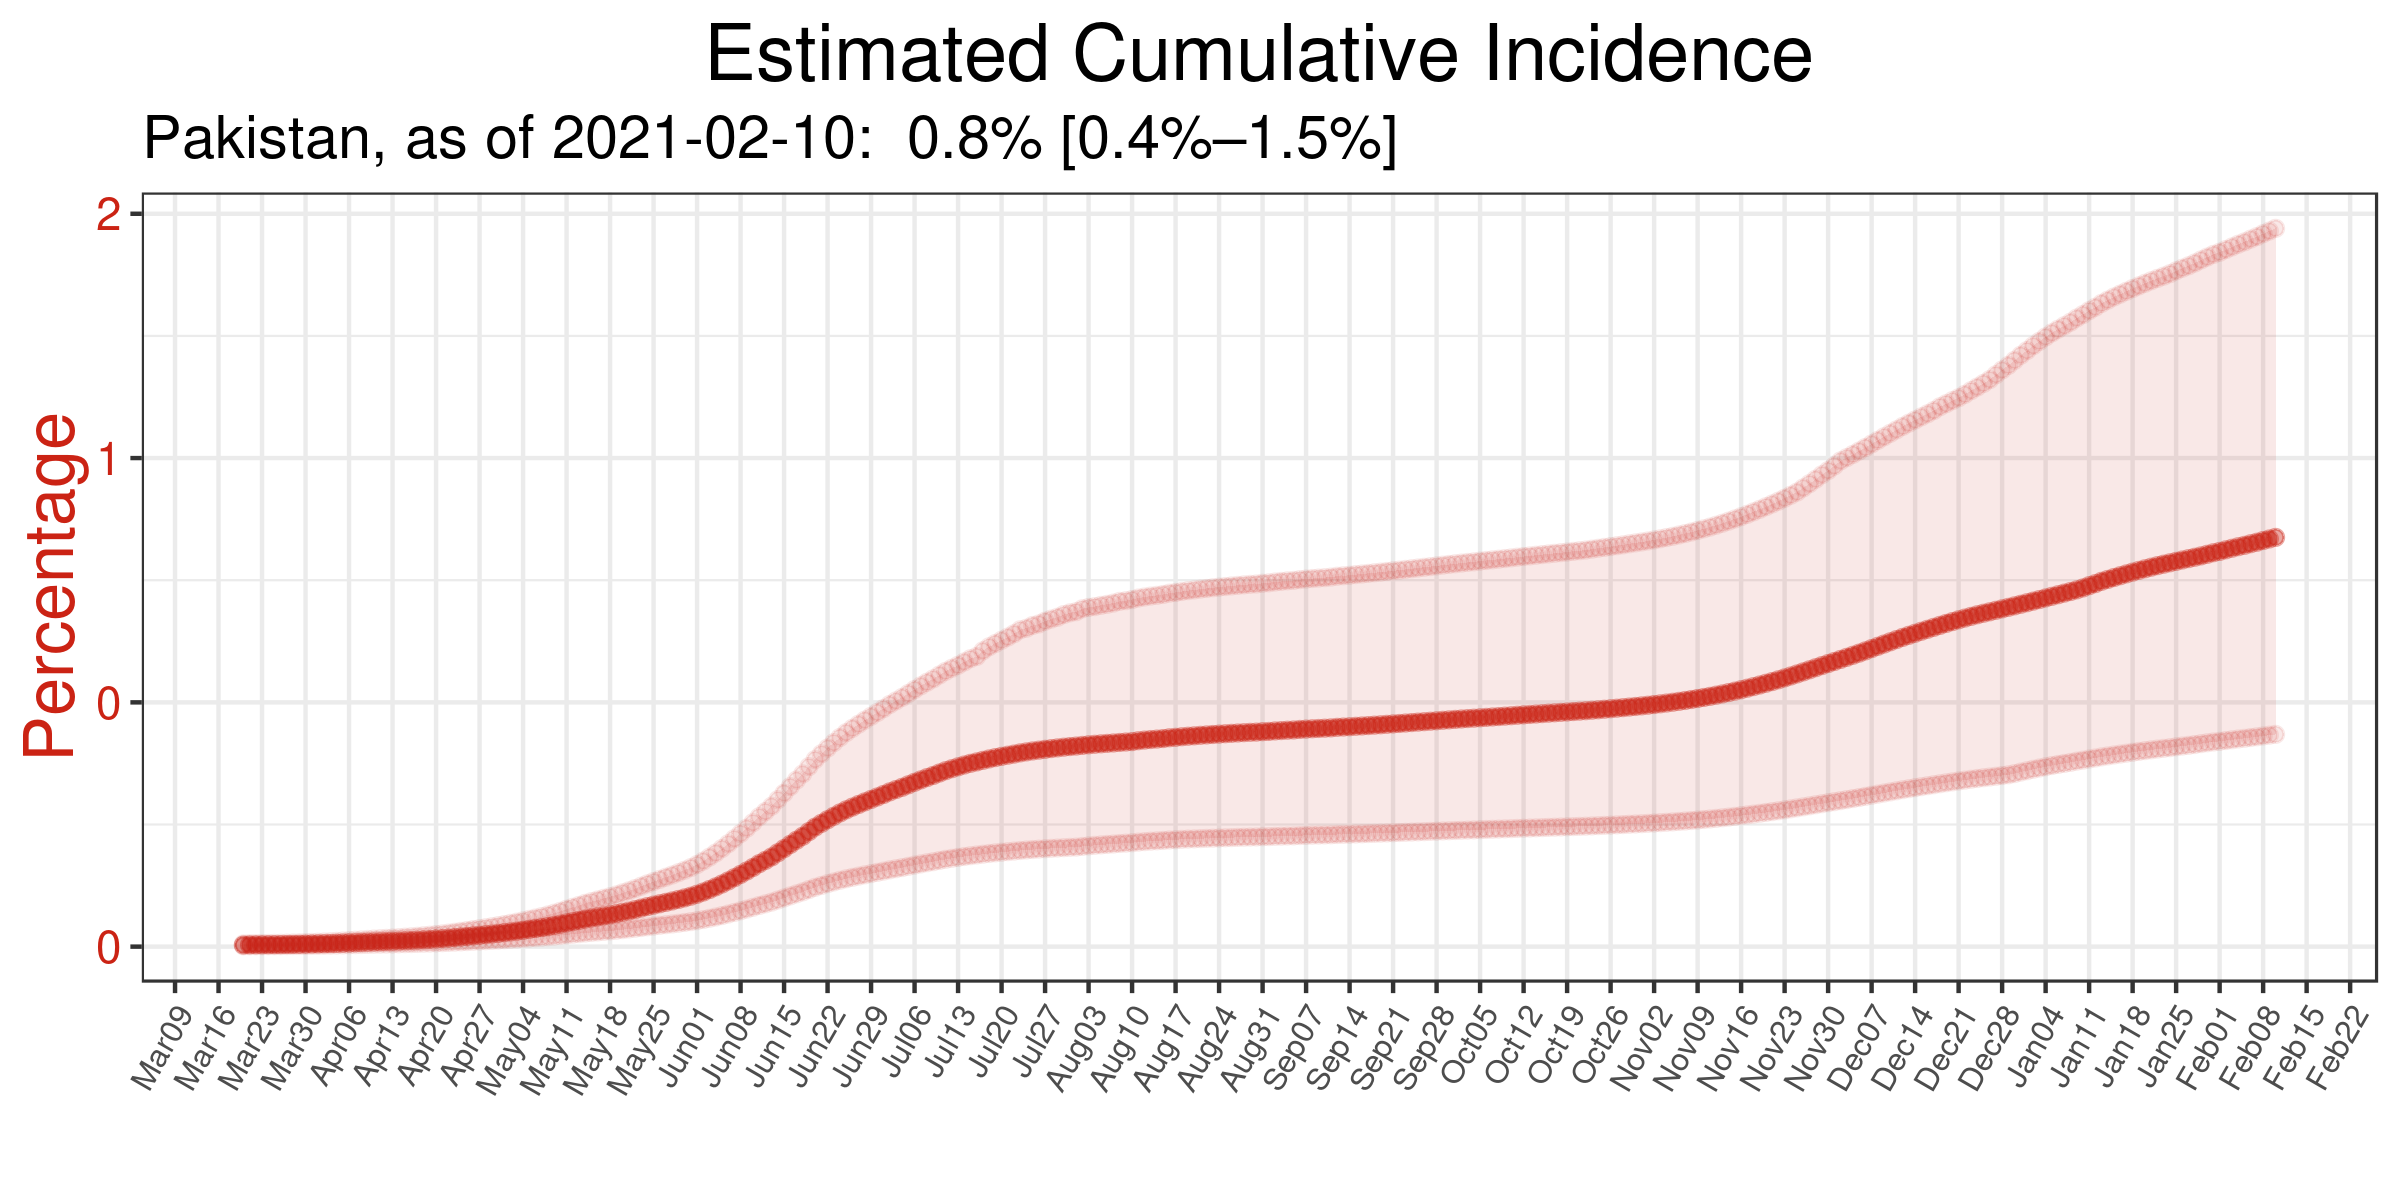 Estimated Cumulative Incidence
Pakistan, as of 2021-02-10:  0.8% [0.4%–1.5%]
Percentage
2
1
0
0
Mar09 Mar16 Mar23 Mar30 Apr06 Apr13 Apr20 Apr27 May04 May11 May18 May25 Jun01 Jun08 Jun15 Jun22 Jun29 Jul06 Jul13 Jul20 Jul27 Aug03 Aug10 Aug17 Aug24 Aug31 Sep07 Sep14 Sep21 Sep28 Oct05 Oct12 Oct19 Oct26 Nov02 Nov09 Nov16 Nov23 Nov30 Dec07 Dec14 Dec21 Dec28 Jan04 Jan11 Jan18 Jan25 Feb01 Feb08 Feb15 Feb22